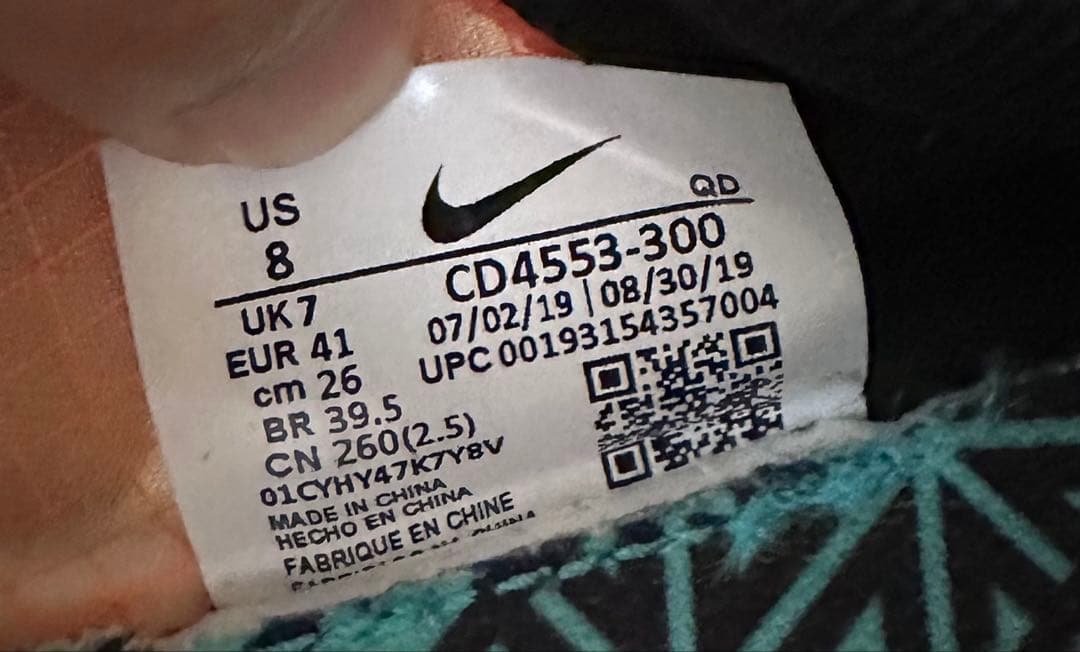 US
8
QD
UK 7
EUR 41
cm 26
BR 39.5
CN 260(2.5)
01CYHY47K7Y8V
MADE IN CHINA
HECHO EN CHINA
FABRIQUE EN CHINE
CD4553-300
07/02/19 | 08/30/19
UPC 00193154357004